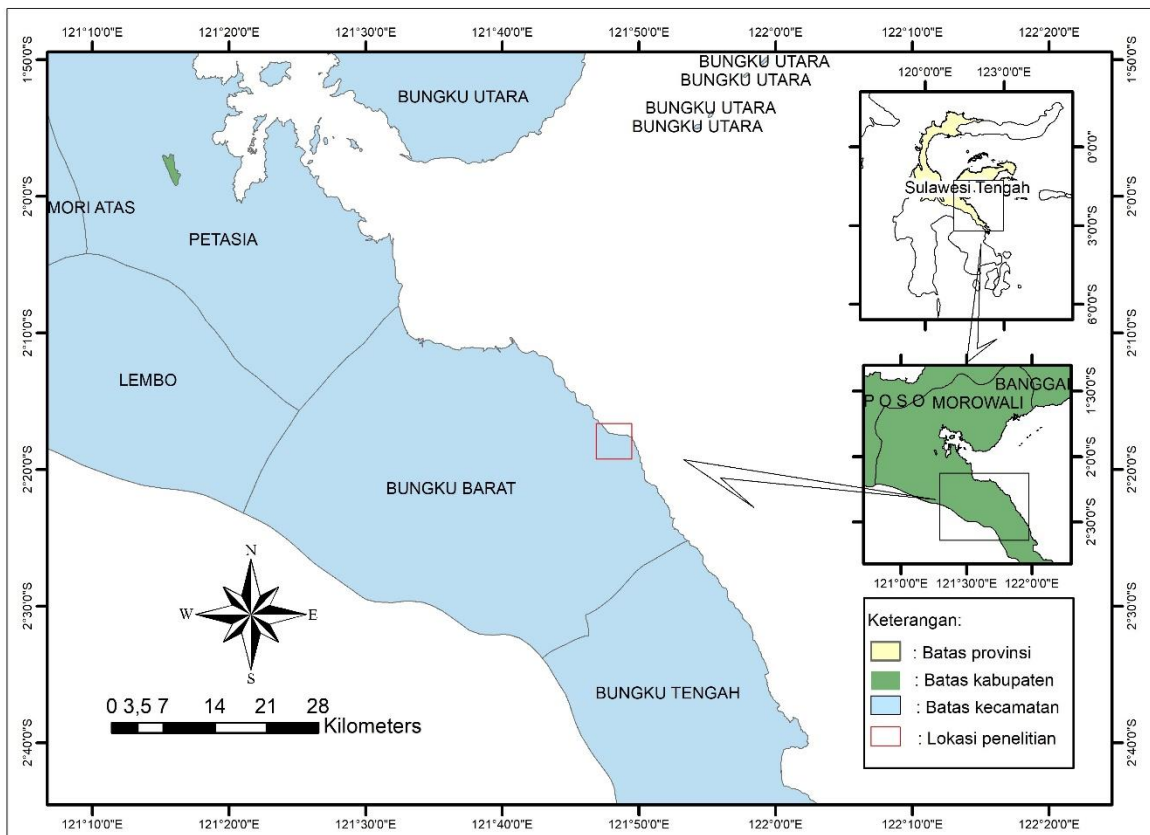 121°10'0"E 121°20'0"E 121°30'0"E 121°40'0"E 121°50'0"E 122°0'0"E 122°10'0"E 122°20'0"E
1°50'0"S
2°0'0"S
2°10'0"S
2°20'0"S
2°30'0"S
2°40'0"S
BUNGKU UTARA
BUNGKU UTARA
BUNGKU UTARA
BUNGKU UTARA
BUNGKU UTARA
MORI ATAS
PETASIA
LEMBO
BUNGKU BARAT
BUNGKU TENGAH
N
W E
S
0 3,5 7 14 21 28
Kilometers
120°0'0"E 123°0'0"E
Sulawesi Tengah
0°0'0"
3°0'0"S
6°0'0"S
BANGGAI
P O S O MOROWALI
1°30'0"S
2°0'0"S
2°30'0"S
121°0'0"E 121°30'0"E 122°0'0"E
Keterangan:
: Batas provinsi
: Batas kabupaten
: Batas kecamatan
: Lokasi penelitian
1°50'0"S
2°0'0"S
2°10'0"S
2°20'0"S
2°30'0"S
2°40'0"S
121°10'0"E 121°20'0"E 121°30'0"E 121°40'0"E 121°50'0"E 122°0'0"E 122°10'0"E 122°20'0"E